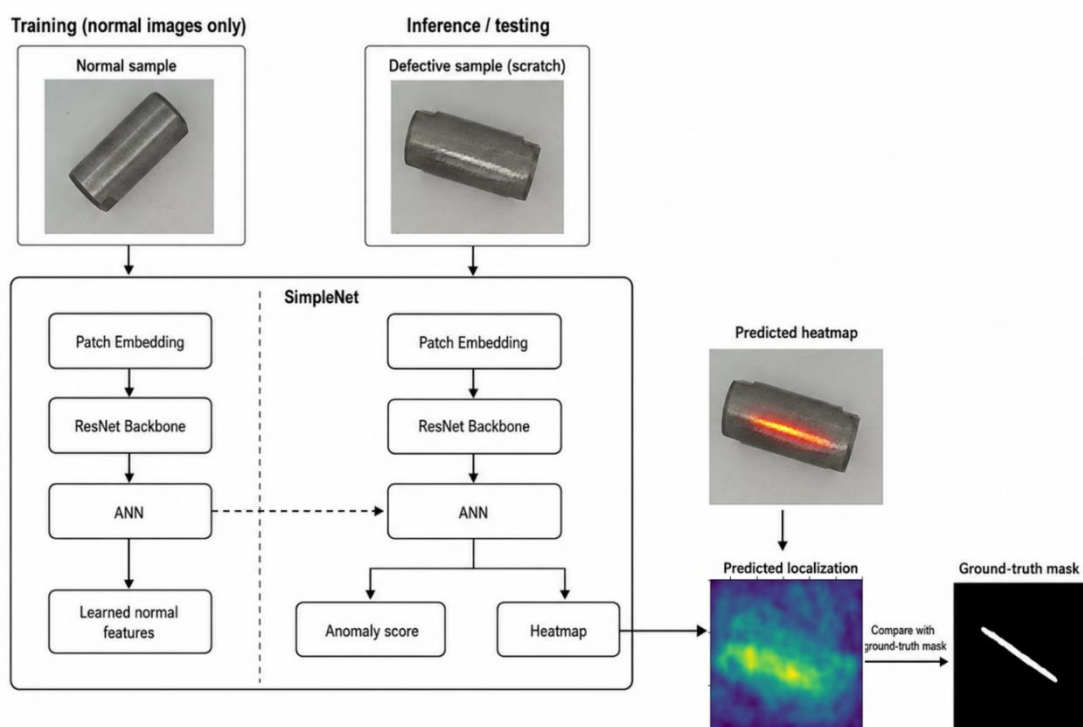 Training (normal images only)
Inference / testing
Normal sample
Defective sample (scratch)
SimpleNet
Patch Embedding
ResNet Backbone
ANN
Learned normal
features
Patch Embedding
ResNet Backbone
ANN
Anomaly score
Heatmap
Predicted heatmap
Predicted localization
Compare with
ground-truth mask
Ground-truth mask